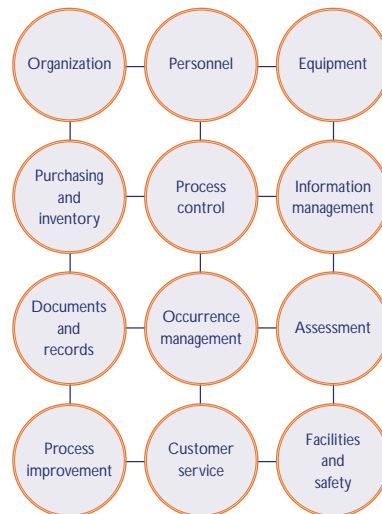 Organization
Personnel
Equipment
Purchasing
and
inventory
Process
control
Information
management
Documents
and
records
Occurrence
management
Assessment
Process
improvement
Customer
service
Facilities
and
safety